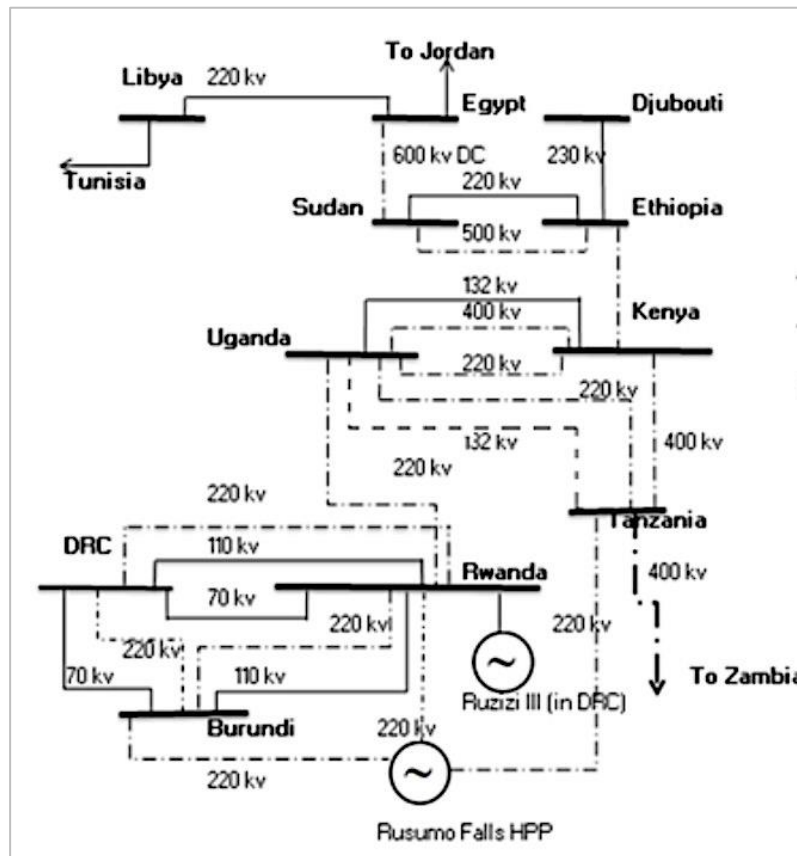 To Jordan
Libya
220 kv
Egypt
Djubouti
600 kv DC
230 kv
Tunisia
220 kv
Sudan
Ethiopia
500 kv
132 kv
Kenya
400 kv
Uganda
220 kv
220 kv
132 kv
400 kv
220 kv
220 kv
Tanzania
DRC
110 kv
Rwanda
400 kv
70 kv
220 kv
220 kv
220 kv
70 kv
110 kv
To Zambia
Ruzizi III (in DRC)
Burundi
220 kv
220 kv
Rusumo Falls HPP